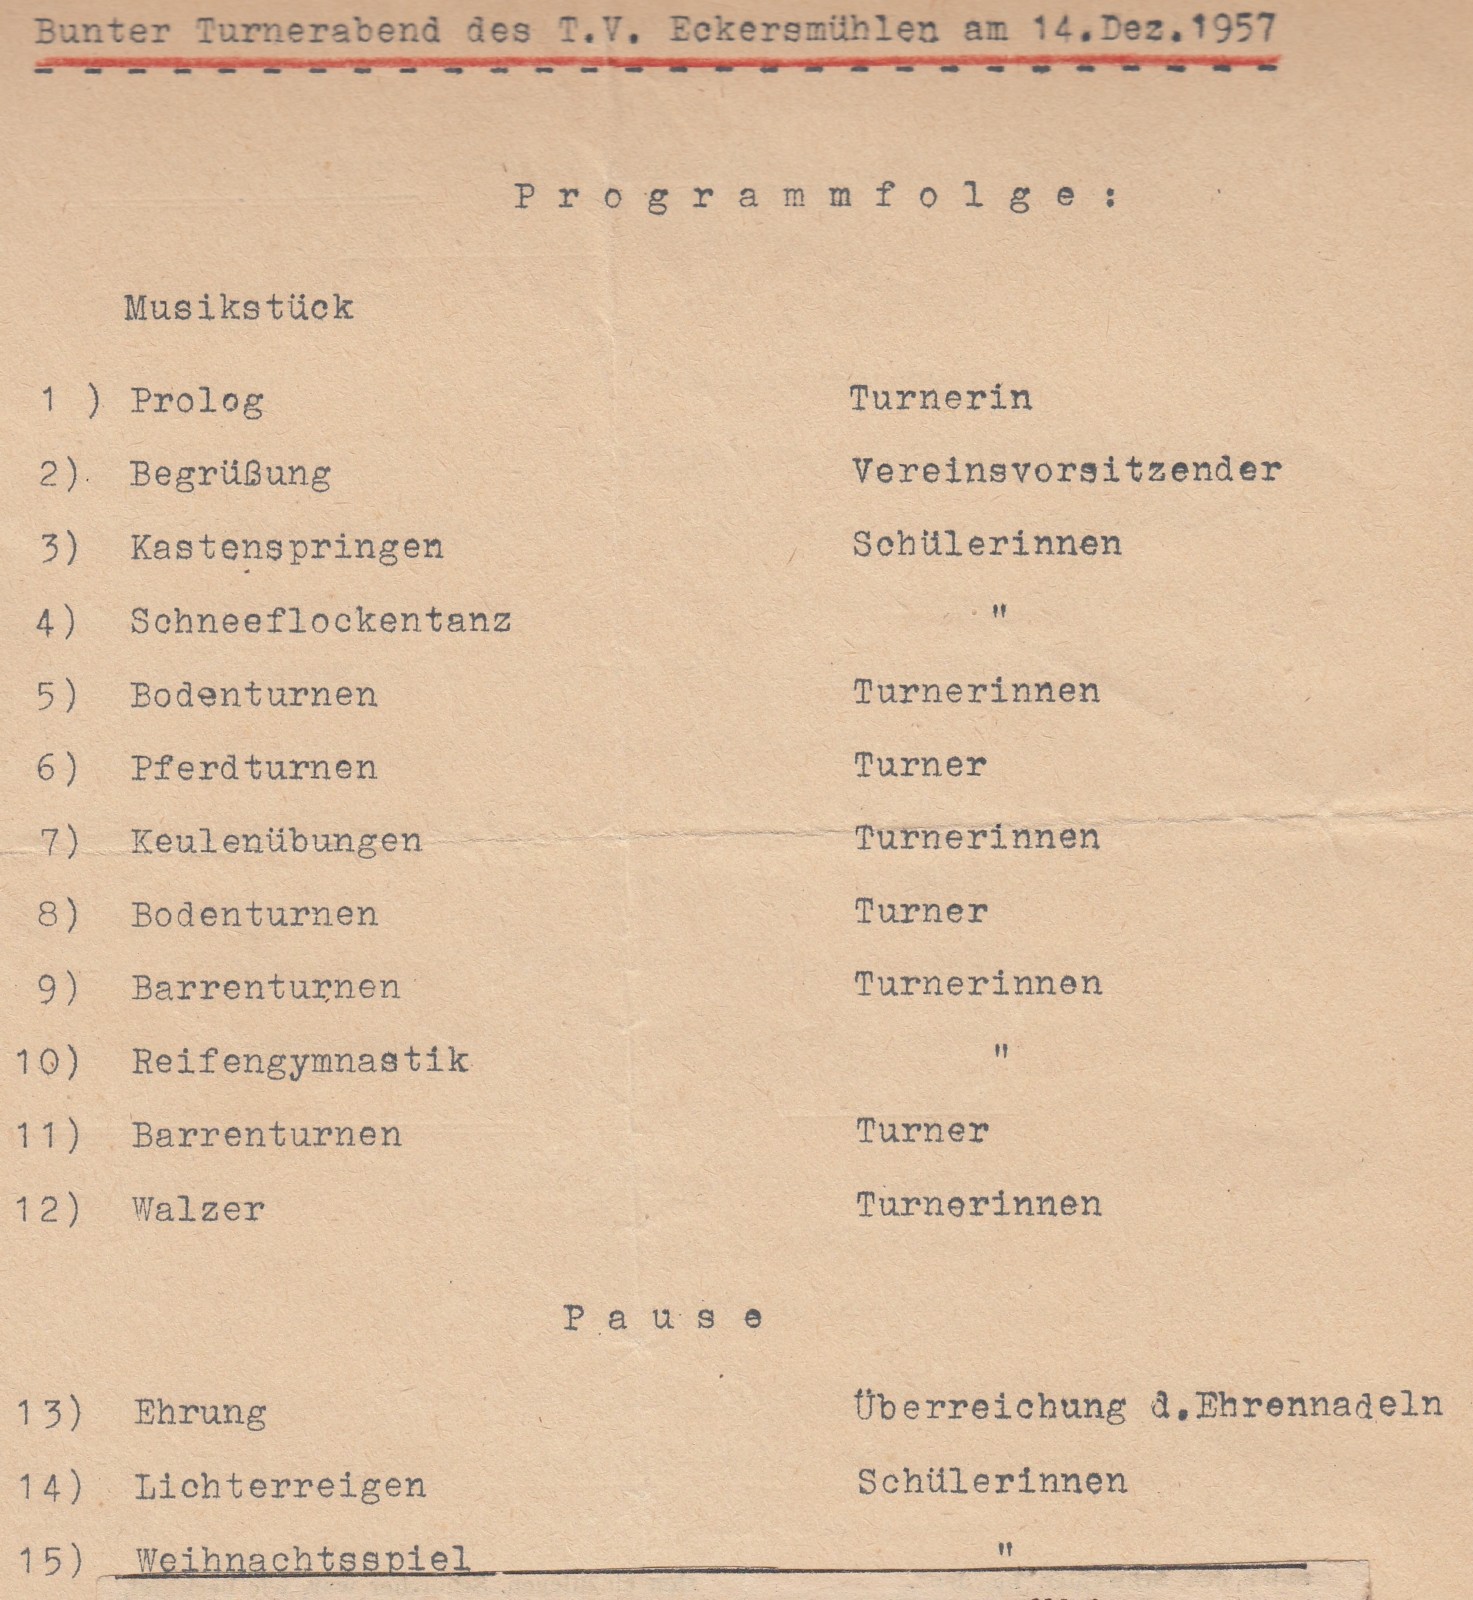 Bunter Turnerabend des T.V. Eckersmühlen am 14.Dez.1957
Programmfolge:
Musikstück
1 ) Prolog Turnerin
2) Begrüßung Vereinsvorsitzender
3) Kastenspringen Schülerinnen
4) Schneeflockentanz "
5) Bodenturnen Turnerinnen
6) Pferdturnen Turner
7) Keulenübungen Turnerinnen
8) Bodenturnen Turner
9) Barrenturnen Turnerinnen
10) Reifengymnastik "
11) Barrenturnen Turner
12) Walzer Turnerinnen
Pause
13) Ehrung Überreichung d.Ehrennadeln
14) Lichterreigen Schülerinnen
15) Weihnachtsspiel "